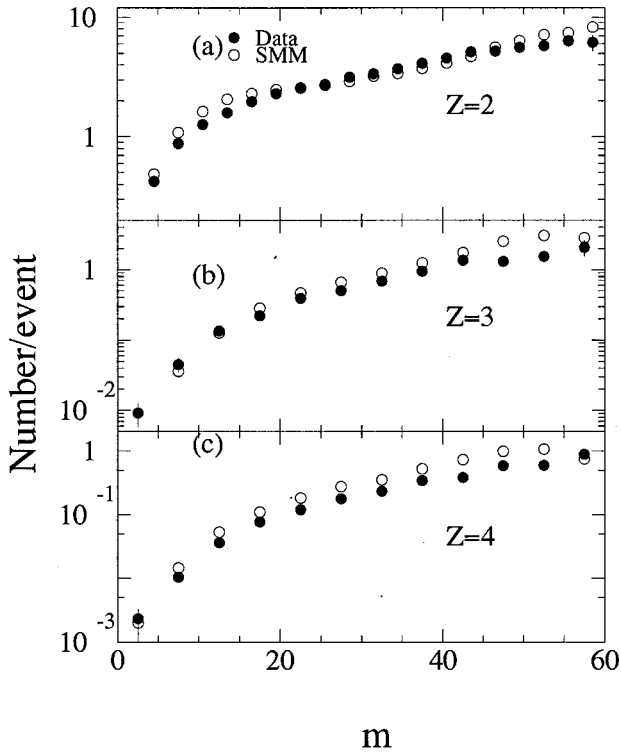 10
(a)
Data
SMM
Z=2
1
Number/event
1
(b)
Z=3
10 -2
(c)
1
10 -1
Z=4
10 -3
0
20
40
60
m